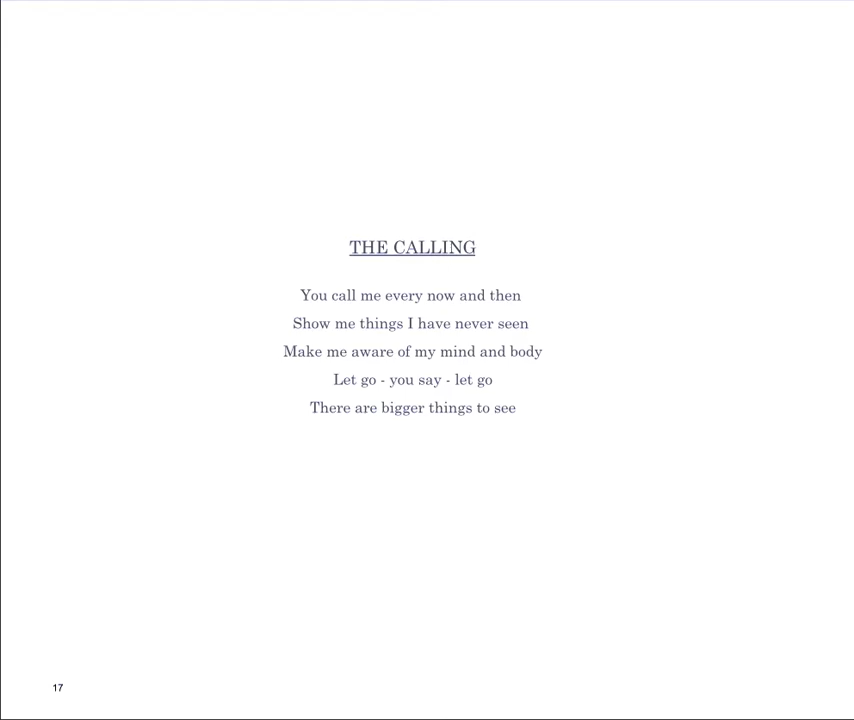 THE CALLING
You call me every now and then
Show me things I have never seen
Make me aware of my mind and body
Let go - you say - let go
There are bigger things to see
17